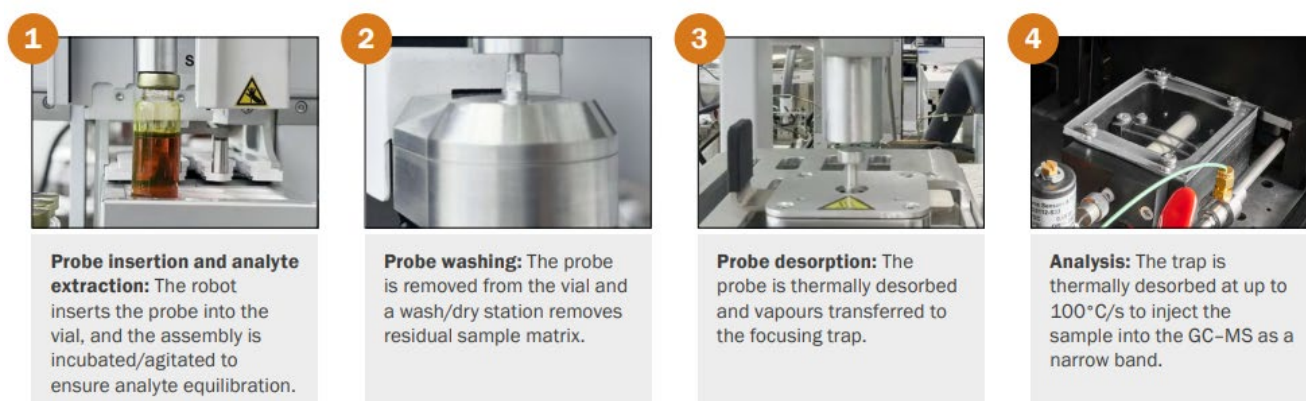 1
2
3
4
S
Probe insertion and analyte
extraction: The robot
inserts the probe into the
vial, and the assembly is
incubated/agitated to
ensure analyte equilibration.
Probe washing: The probe
is removed from the vial and
a wash/dry station removes
residual sample matrix.
Probe desorption: The
probe is thermally desorbed
and vapours transferred to
the focusing trap.
Analysis: The trap is
thermally desorbed at up to
100°C/s to inject the
sample into the GC–MS as a
narrow band.